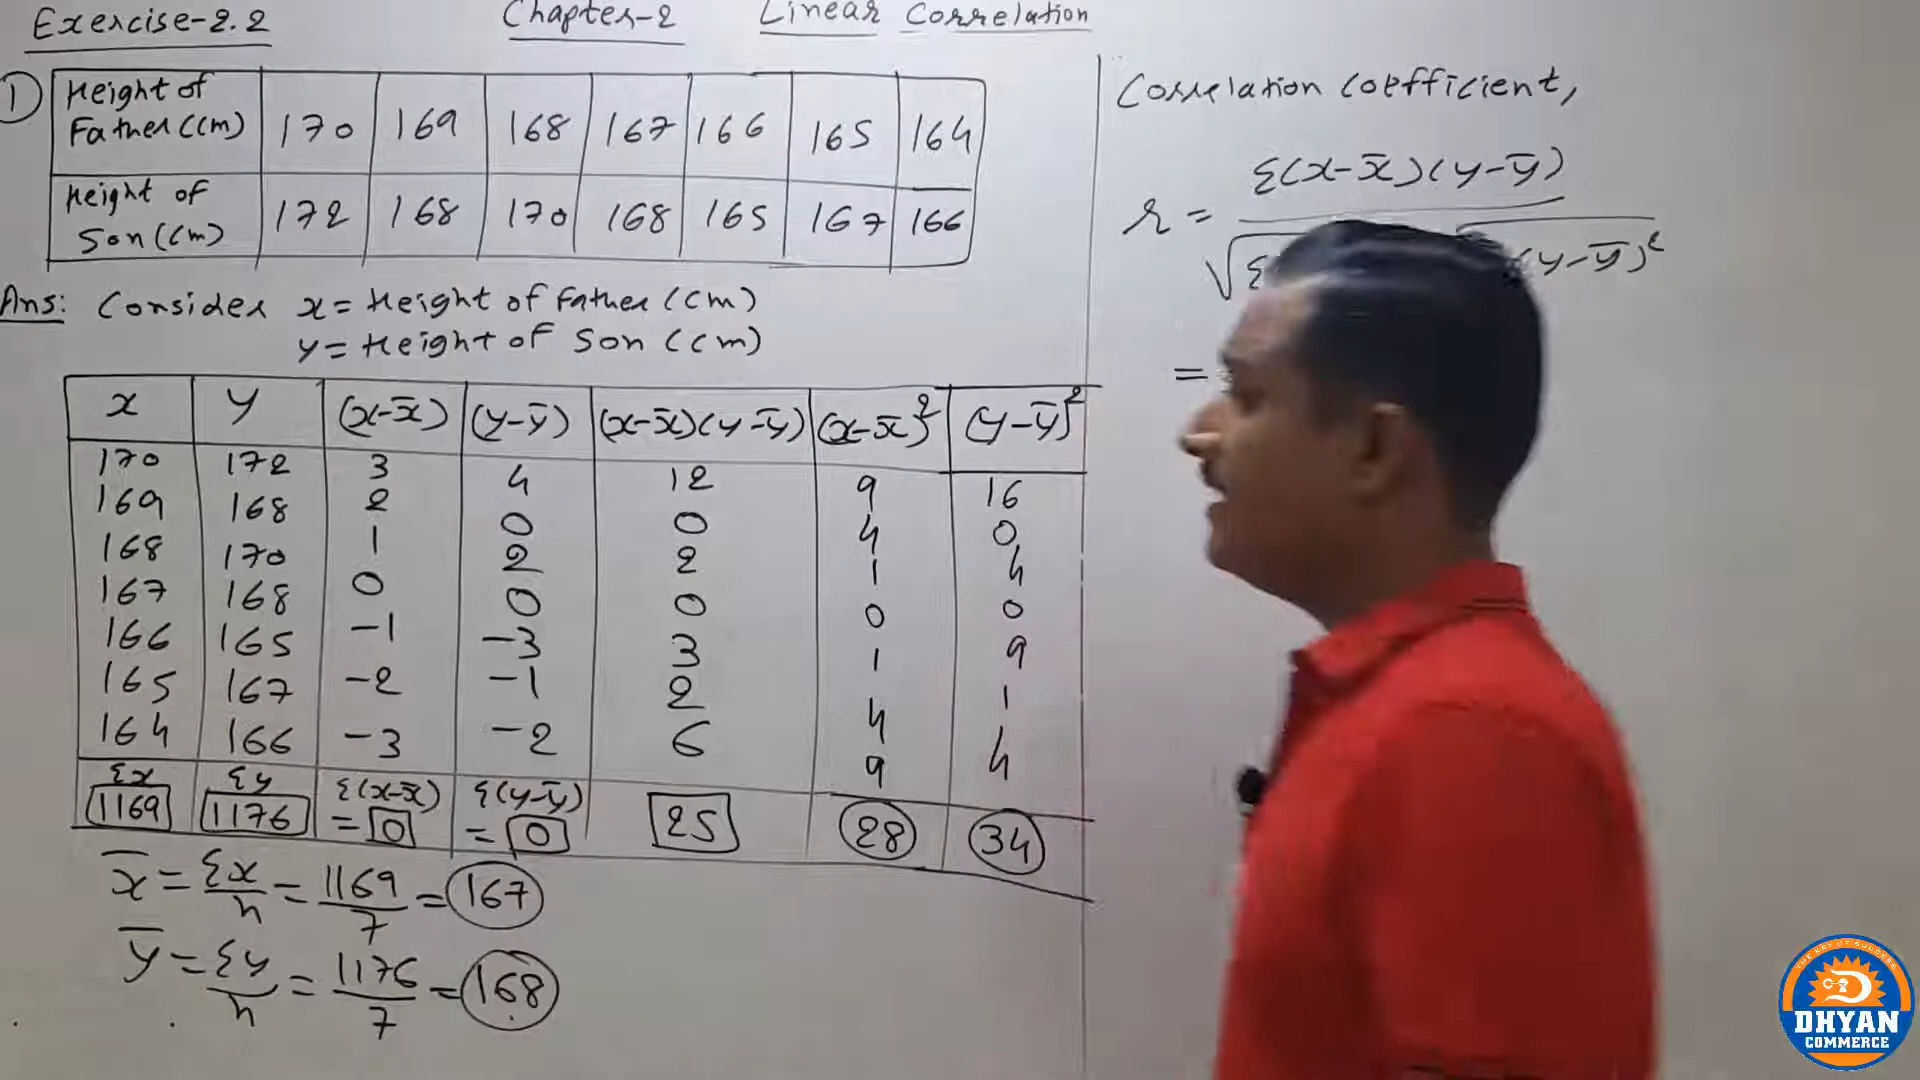 Exercise-2.2 Chapter-2 Linear Correlation
1 Height of Father (cm) 170 169 168 167 166 165 164
Height of Son (cm) 172 168 170 168 165 167 166
Ans: Consider x = Height of Father (cm)
y = Height of Son (cm)
x y (x-x̄) (y-ȳ) (x-x̄)(y-ȳ) (x-x̄)² (y-ȳ)²
170 172 3 4 12 9 16
169 168 2 0 0 4 0
168 170 1 2 2 1 4
167 168 0 0 0 0 0
166 165 -1 -3 3 1 9
165 167 -2 -1 2 4 1
164 166 -3 -2 6 9 4
Σx 1169 Σy 1176 Σ(x-x̄) = 0 Σ(y-ȳ) = 0 25 28 34
x̄ = Σx/n = 1169/7 = 167
ȳ = Σy/n = 1176/7 = 168
Correlation coefficient,
r = Σ(x-x̄)(y-ȳ)
√Σ (y-ȳ)²
=
THE KEY OF SUCCESS
DHYAN
COMMERCE